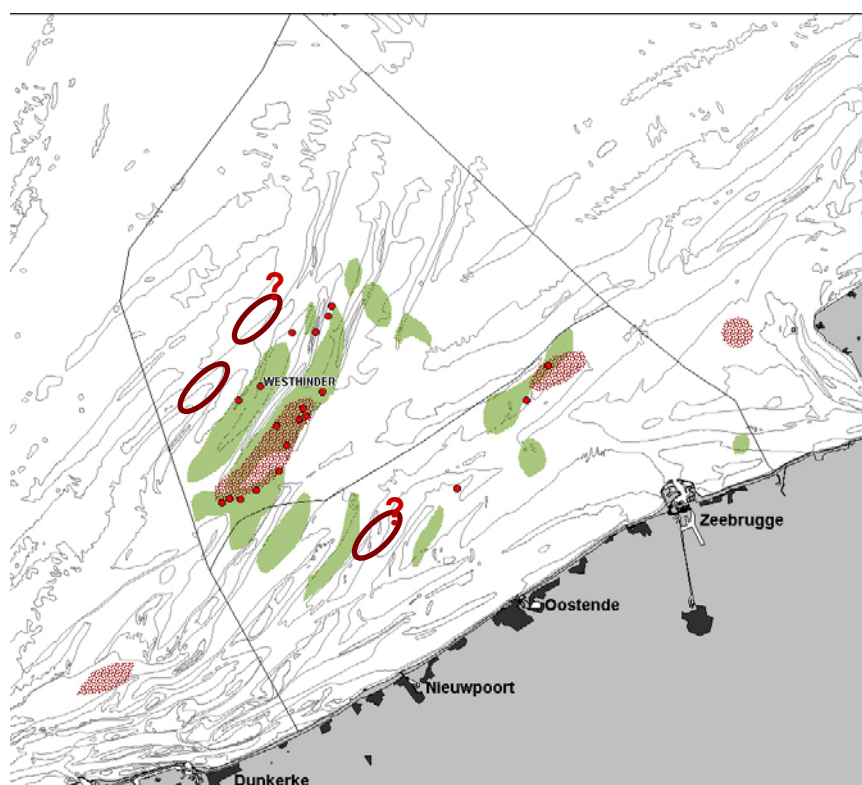 ?
WESTHINDER
?
Zeebrugge
Oostende
Nieuwpoort
Dunkerke